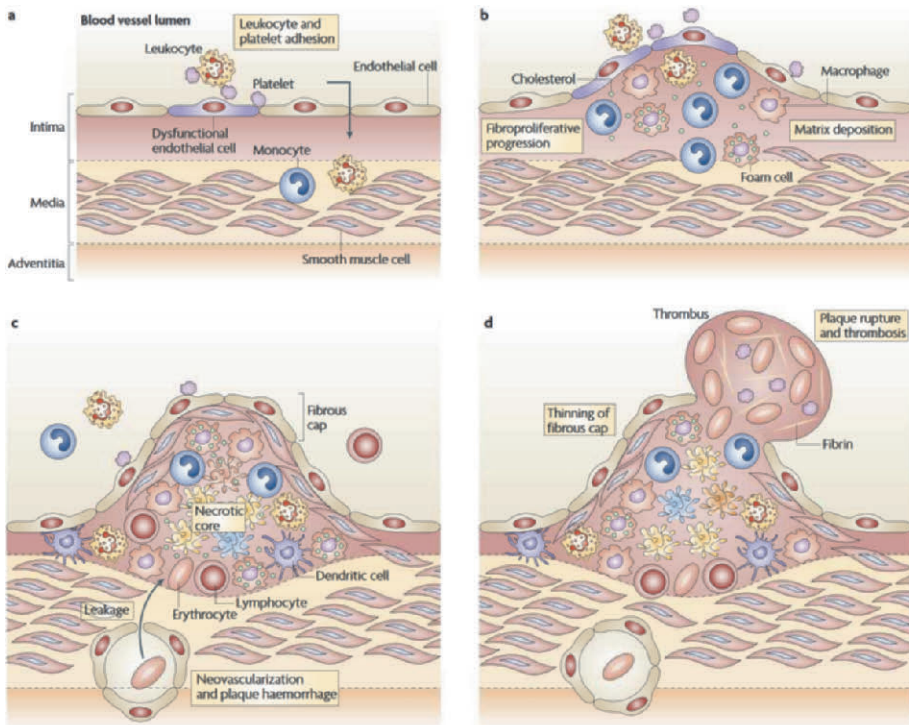 a
Blood vessel lumen
Leukocyte and
platelet adhesion
Leukocyte
Platelet
Endothelial cell
Intima
Dysfunctional
endothelial cell
Monocyte
Media
Smooth muscle cell
Adventitia
b
Cholesterol
Macrophage
Fibroproliferative
progression
Matrix deposition
Foam cell
c
Fibrous
cap
Necrotic
core
Dendritic cell
Lymphocyte
Erythrocyte
Leakage
Neovascularization
and plaque haemorrhage
d
Thrombus
Plaque rupture
and thrombosis
Thinning of
fibrous cap
Fibrin